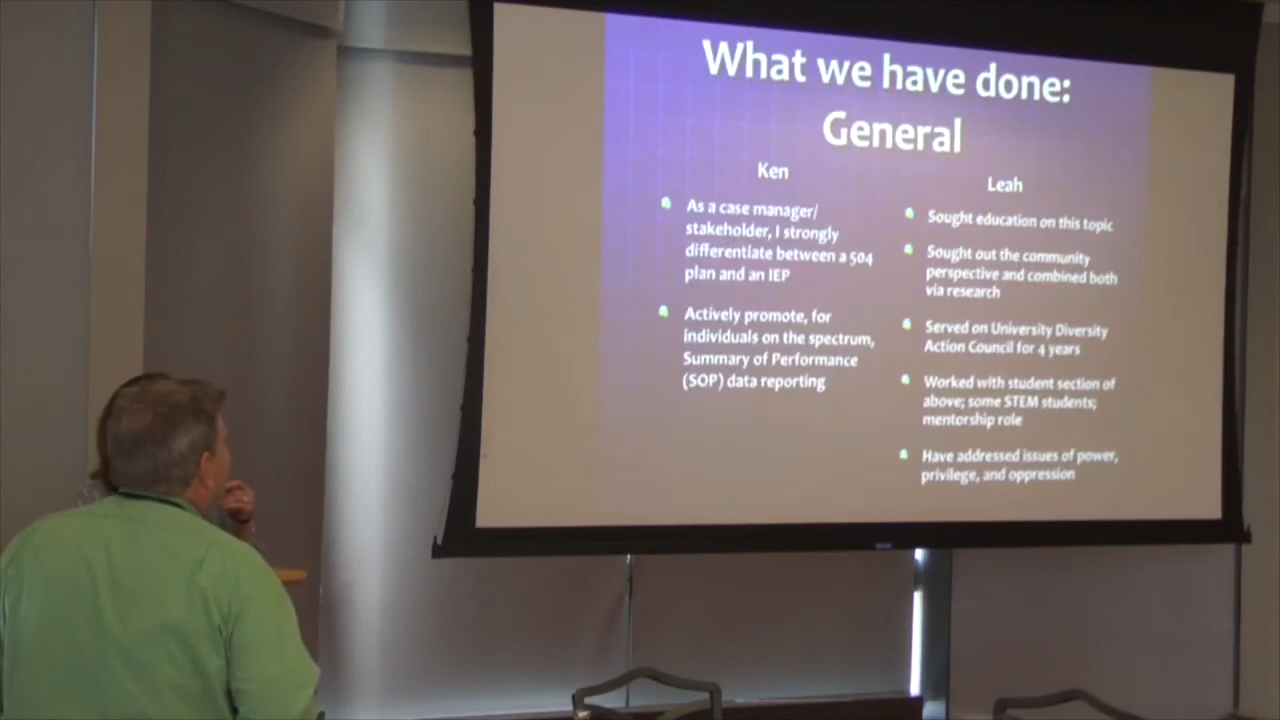 What we have done:
General
Ken
As a case manager/
stakeholder, I strongly
differentiate between a 504
plan and an IEP
Actively promote, for
individuals on the spectrum,
Summary of Performance
(SOP) data reporting
Leah
Sought education on this topic
Sought out the community
perspective and combined both
via research
Served on University Diversity
Action Council for 4 years
Worked with student section of
above; some STEM students;
mentorship role
Have addressed issues of power,
privilege, and oppression